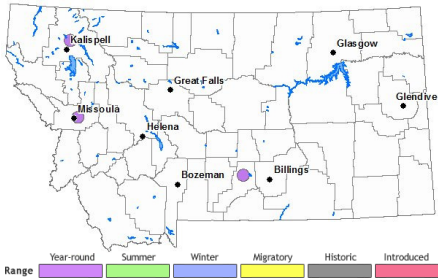 Kalispell
Glasgow
Great Falls
Glendive
Missoula
Helena
Billings
Bozeman
Year-round Summer Winter Migratory Historic Introduced
Range